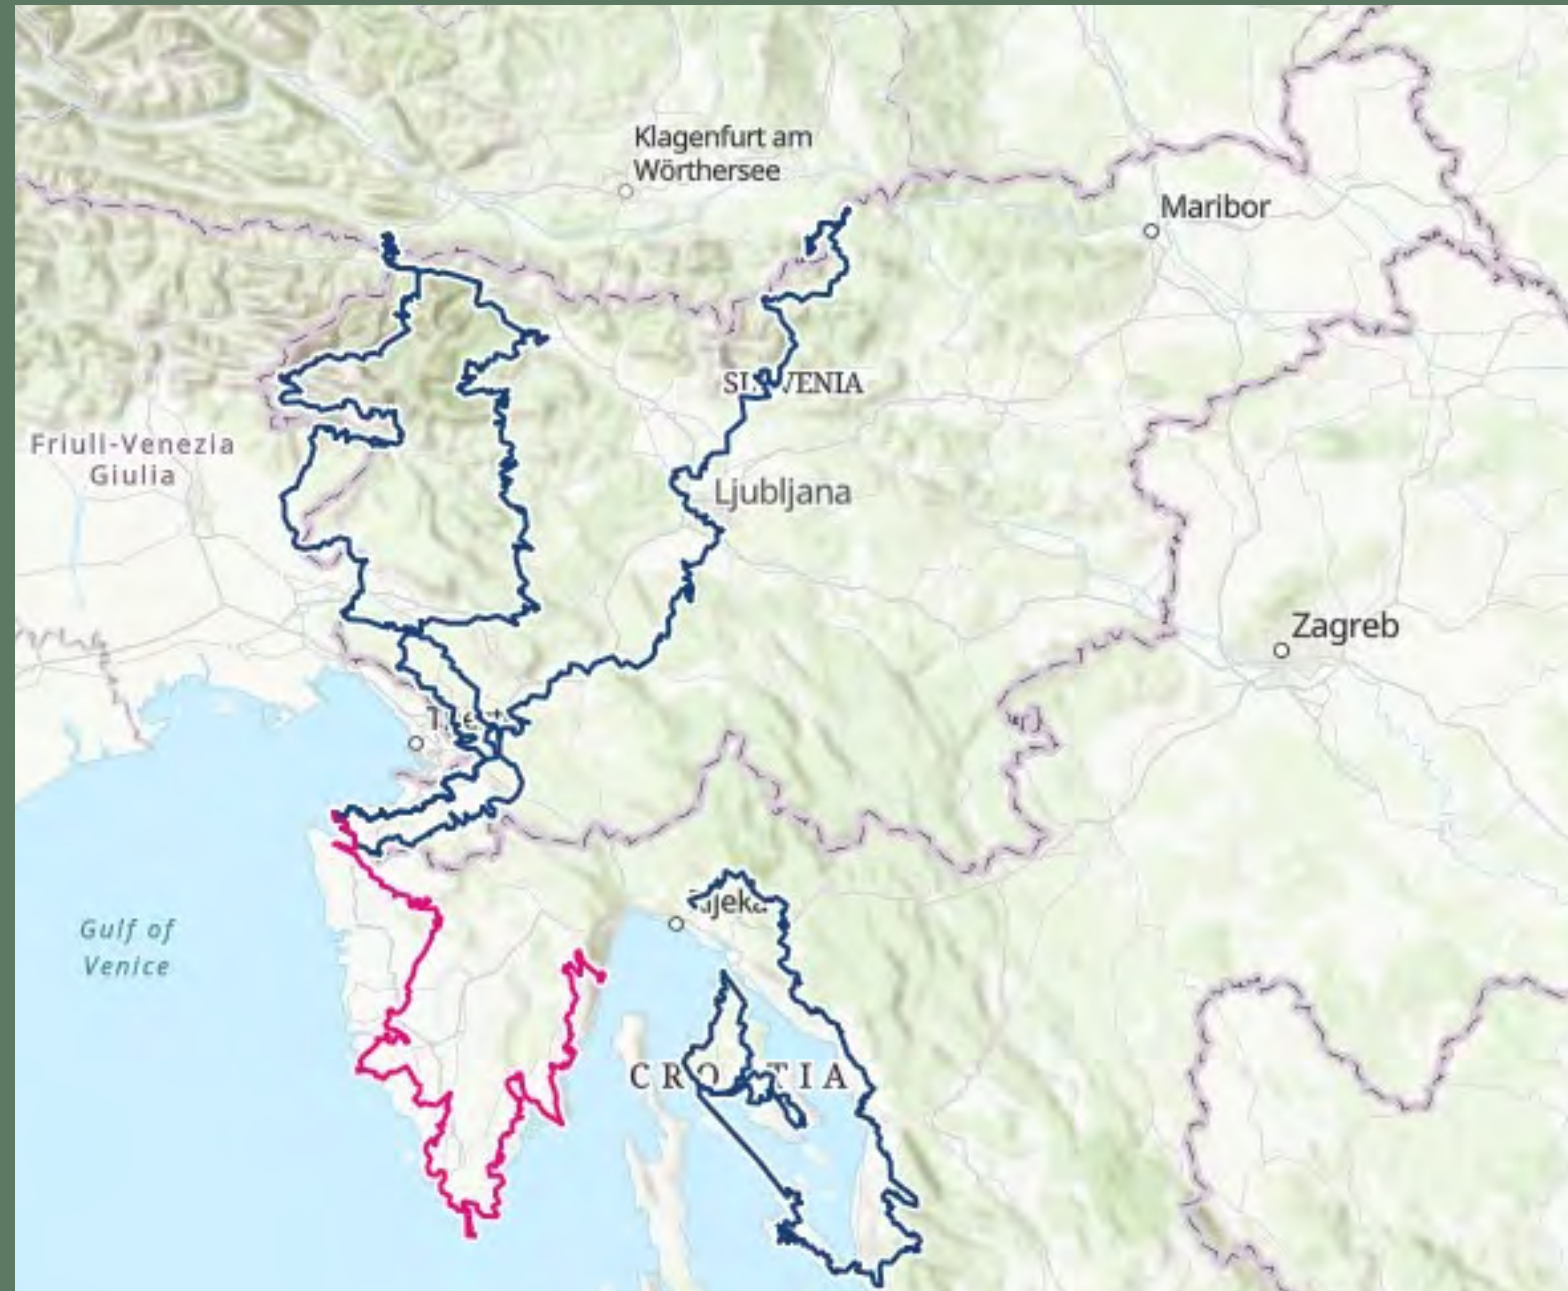 Klagenfurt am
Wörthersee
Maribor
Friuli-Venezia
Giulia
Ljubljana
Zagreb
Gulf of
Venice